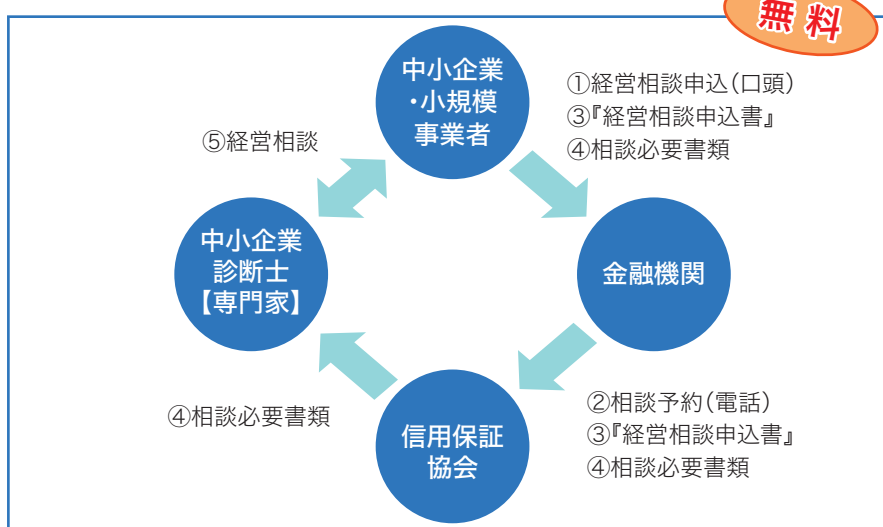 無料
中小企業
・小規模
事業者
①経営相談申込(口頭)
③『経営相談申込書』
④相談必要書類
⑤経営相談
中小企業
診断士
【専門家】
金融機関
④相談必要書類
信用保証
協会
②相談予約(電話)
③『経営相談申込書』
④相談必要書類